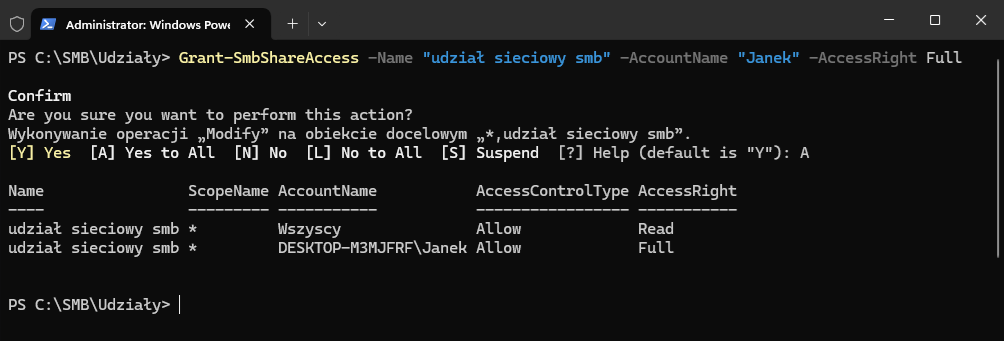 Administrator: Windows Powe
PS C:\SMB\Udziały> Grant-SmbShareAccess -Name "udział sieciowy smb" -AccountName "Janek" -AccessRight Full
Confirm
Are you sure you want to perform this action?
Wykonywanie operacji „Modify” na obiekcie docelowym „*,udział sieciowy smb”.
[Y] Yes  [A] Yes to All  [N] No  [L] No to All  [S] Suspend  [?] Help (default is "Y"): A
Name                ScopeName AccountName           AccessControlType AccessRight
----                --------- -----------           ----------------- -----------
udział sieciowy smb *         Wszyscy               Allow             Read
udział sieciowy smb *         DESKTOP-M3MJFRF\Janek Allow             Full
PS C:\SMB\Udziały>